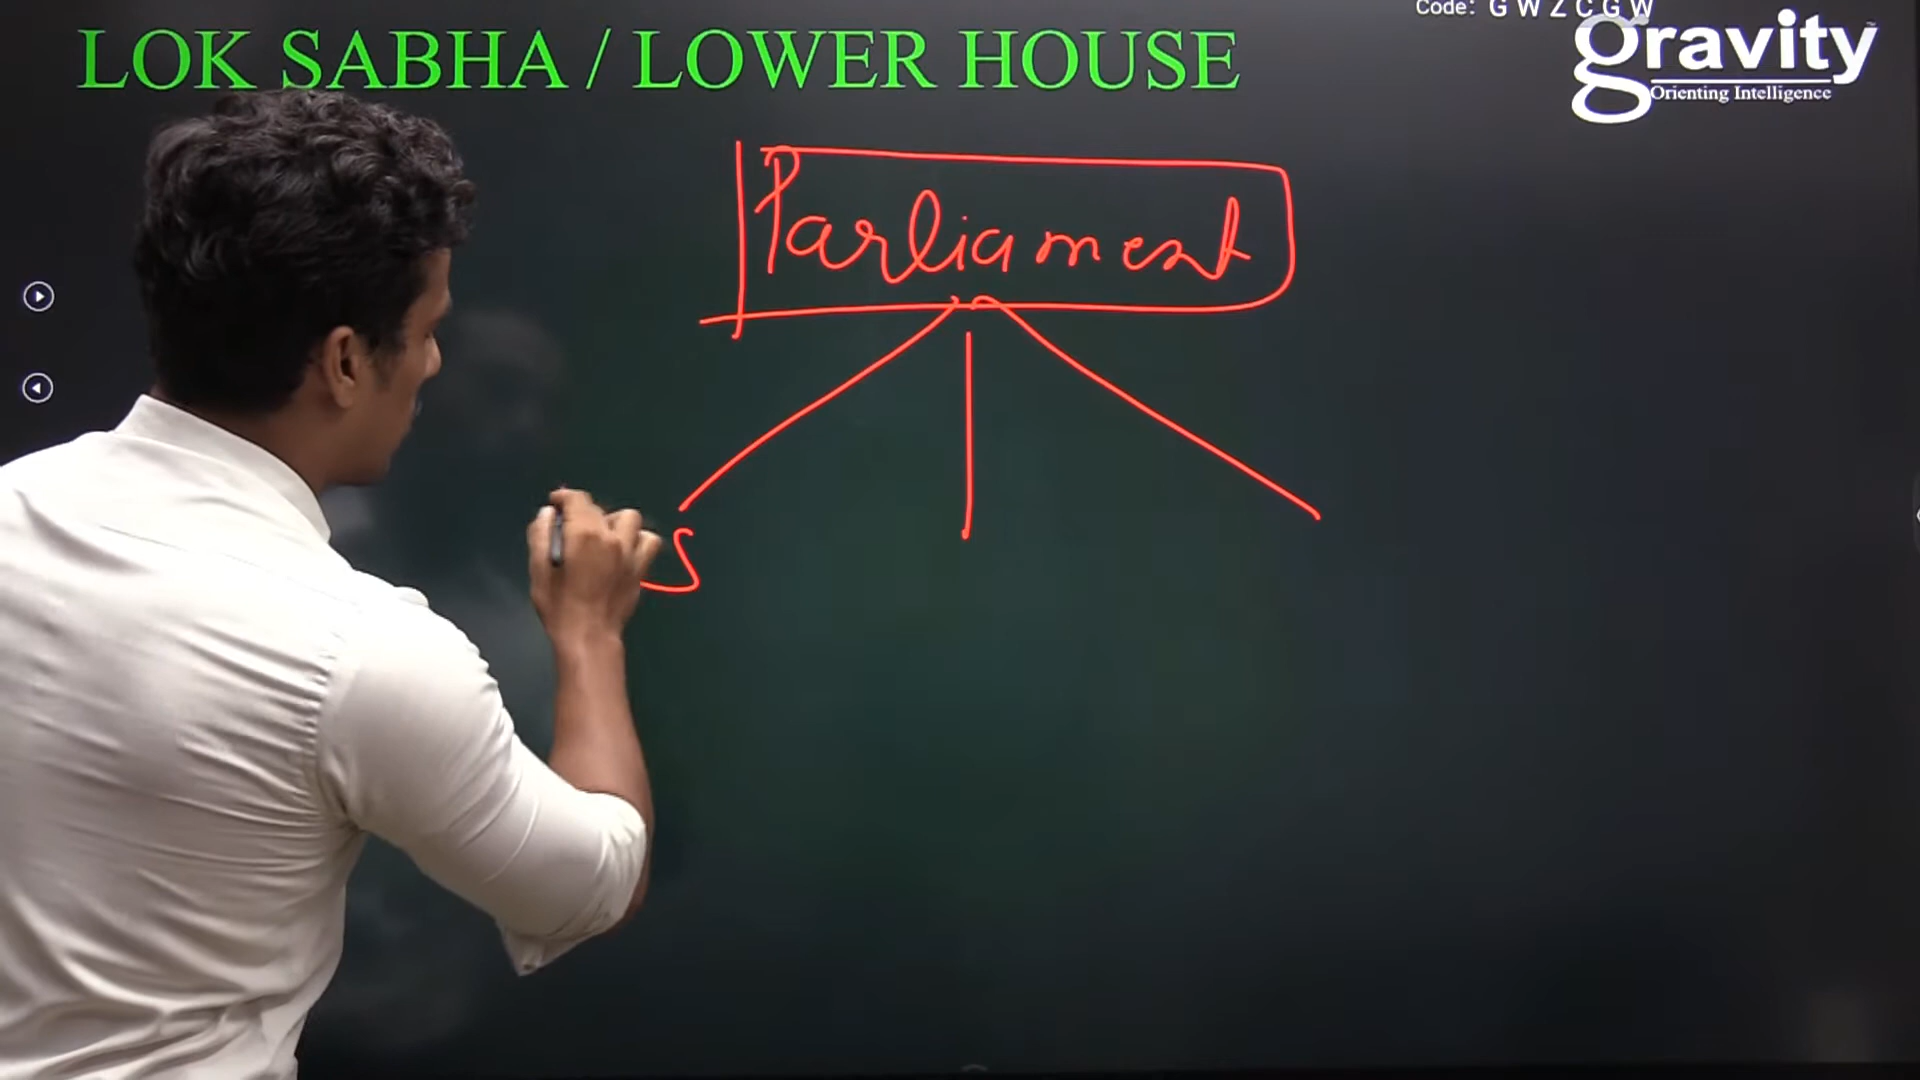 Code: G W Z C G W
LOK SABHA / LOWER HOUSE
gravity
Orienting Intelligence
Parliament
S